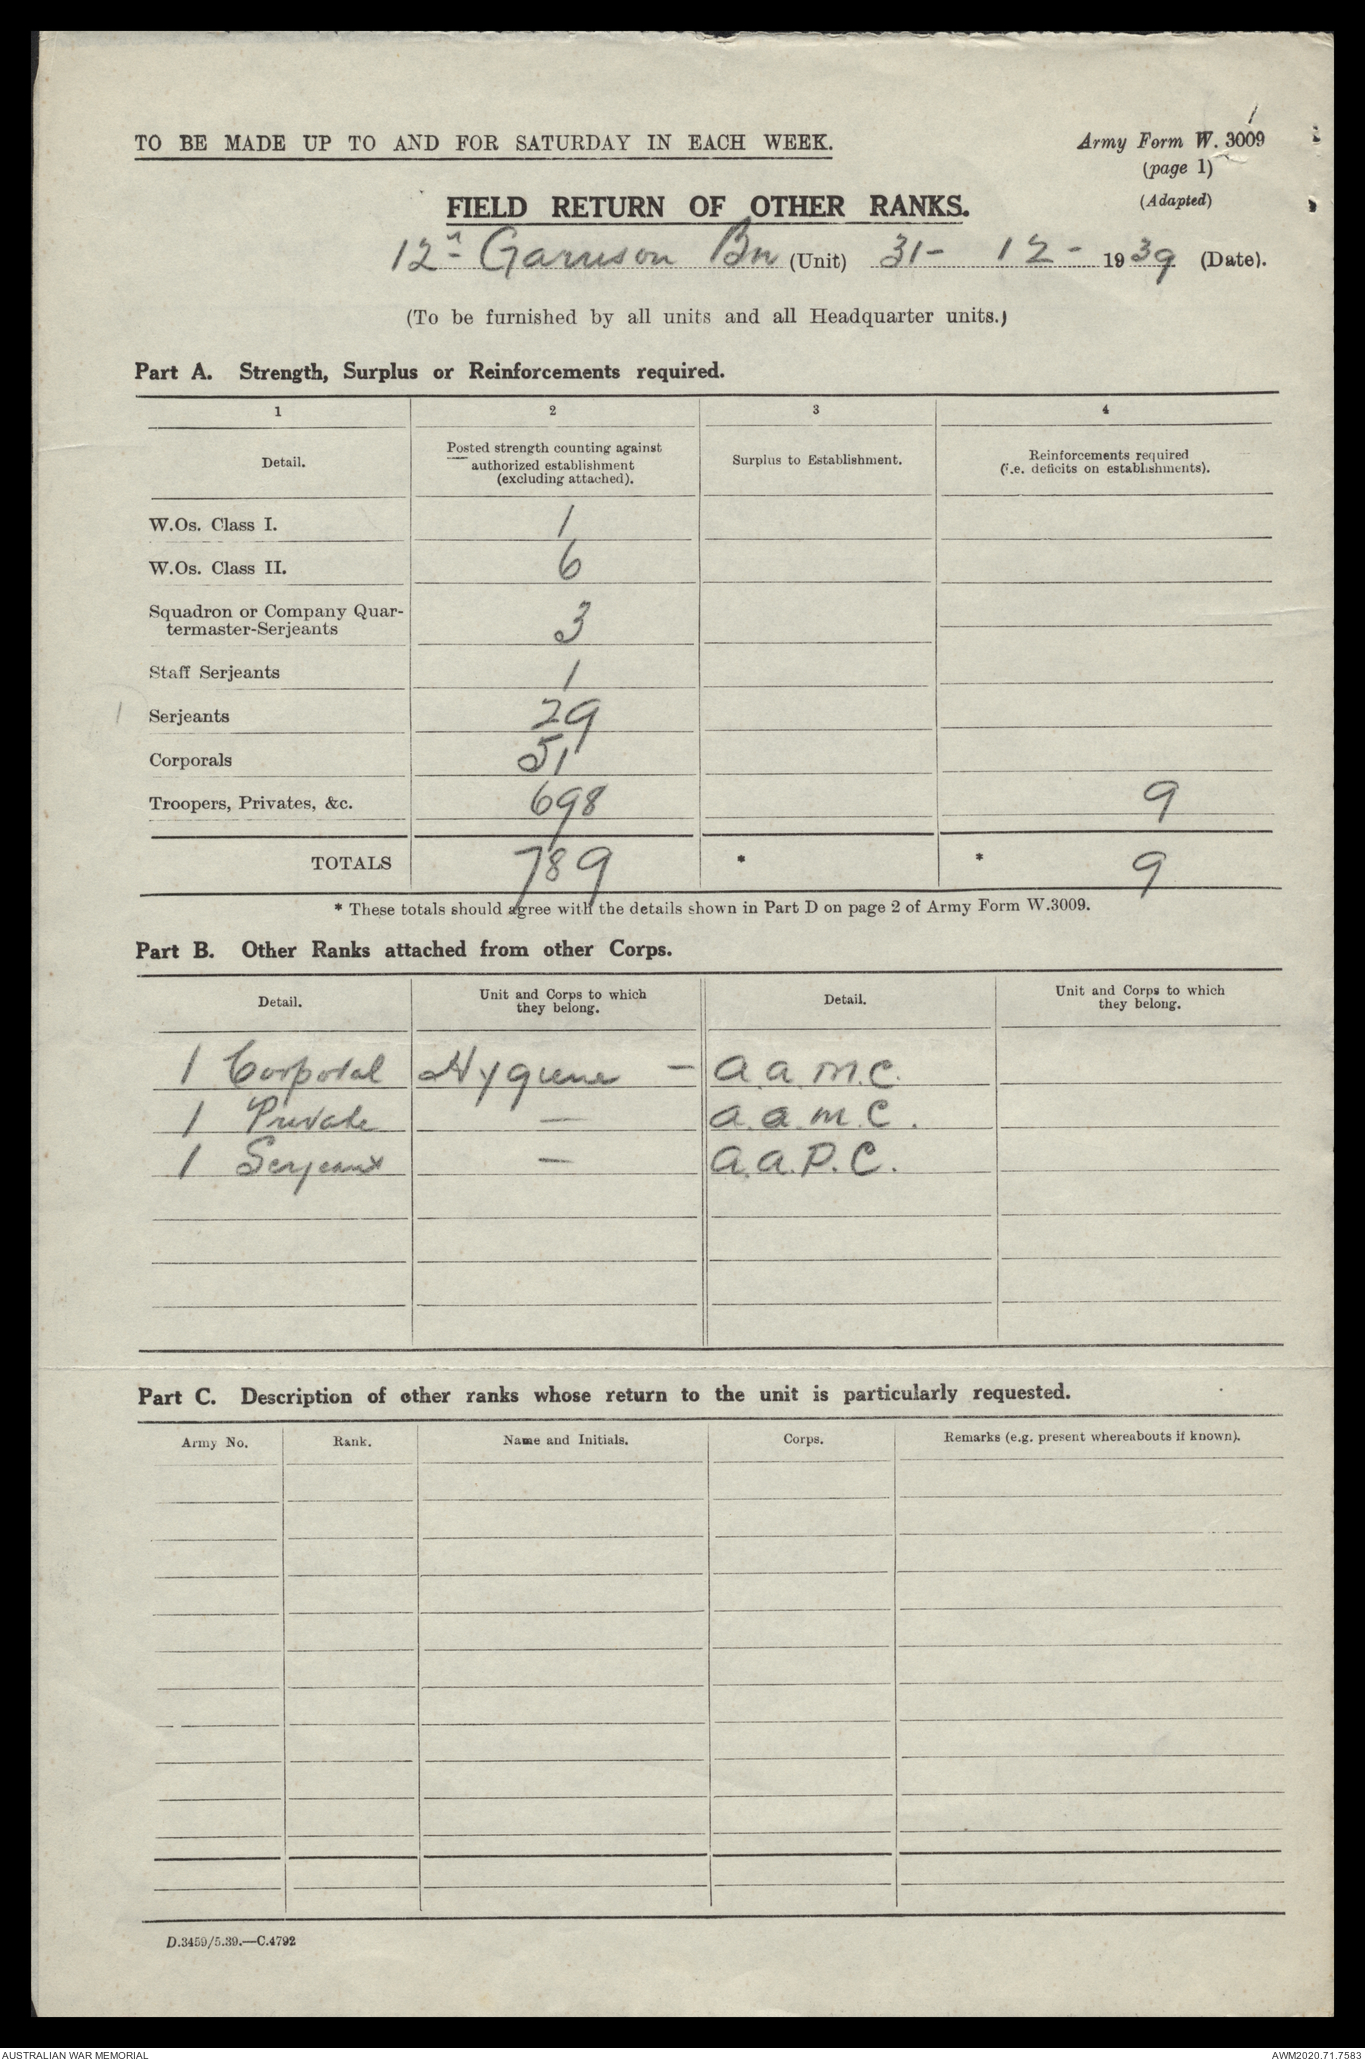 1
TO BE MADE UP TO AND FOR SATURDAY IN EACH WEEK.
Army Form W. 3009
(page 1)
(Adapted)
FIELD RETURN OF OTHER RANKS.
12th Garrison Bn (Unit) 31- 12- 1939 (Date).
(To be furnished by all units and all Headquarter units.)
Part A. Strength, Surplus or Reinforcements required.
1 2 3 4
Detail.
Posted strength counting against
authorized establishment
(excluding attached).
Surplus to Establishment.
Reinforcements required
(i.e. deficits on establishments).
W.Os. Class I. 1
W.Os. Class II. 6
Squadron or Company Quar-
termaster-Serjeants 3
Staff Serjeants 1
1 Serjeants 29
Corporals 51
Troopers, Privates, &c. 698 9
TOTALS 789 * * 9
* These totals should agree with the details shown in Part D on page 2 of Army Form W.3009.
Part B. Other Ranks attached from other Corps.
Detail.
Unit and Corps to which
they belong.
Detail.
Unit and Corps to which
they belong.
1 Corporal Hygiene - a.a.m.c.
1 Private — a.a.m.c.
1 Serjeant — a.a.P.C.
Part C. Description of other ranks whose return to the unit is particularly requested.
Army No. Rank. Name and Initials. Corps. Remarks (e.g. present whereabouts if known).
D.3459/5.39.—C.4792
AUSTRALIAN WAR MEMORIAL
AWM2020.71.7583